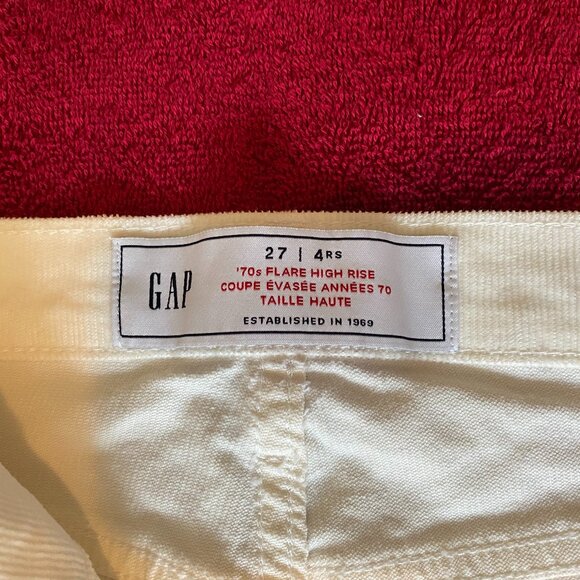 GAP
27 | 4RS
'70s FLARE HIGH RISE
COUPE ÉVASÉE ANNÉES 70
TAILLE HAUTE
ESTABLISHED IN 1969